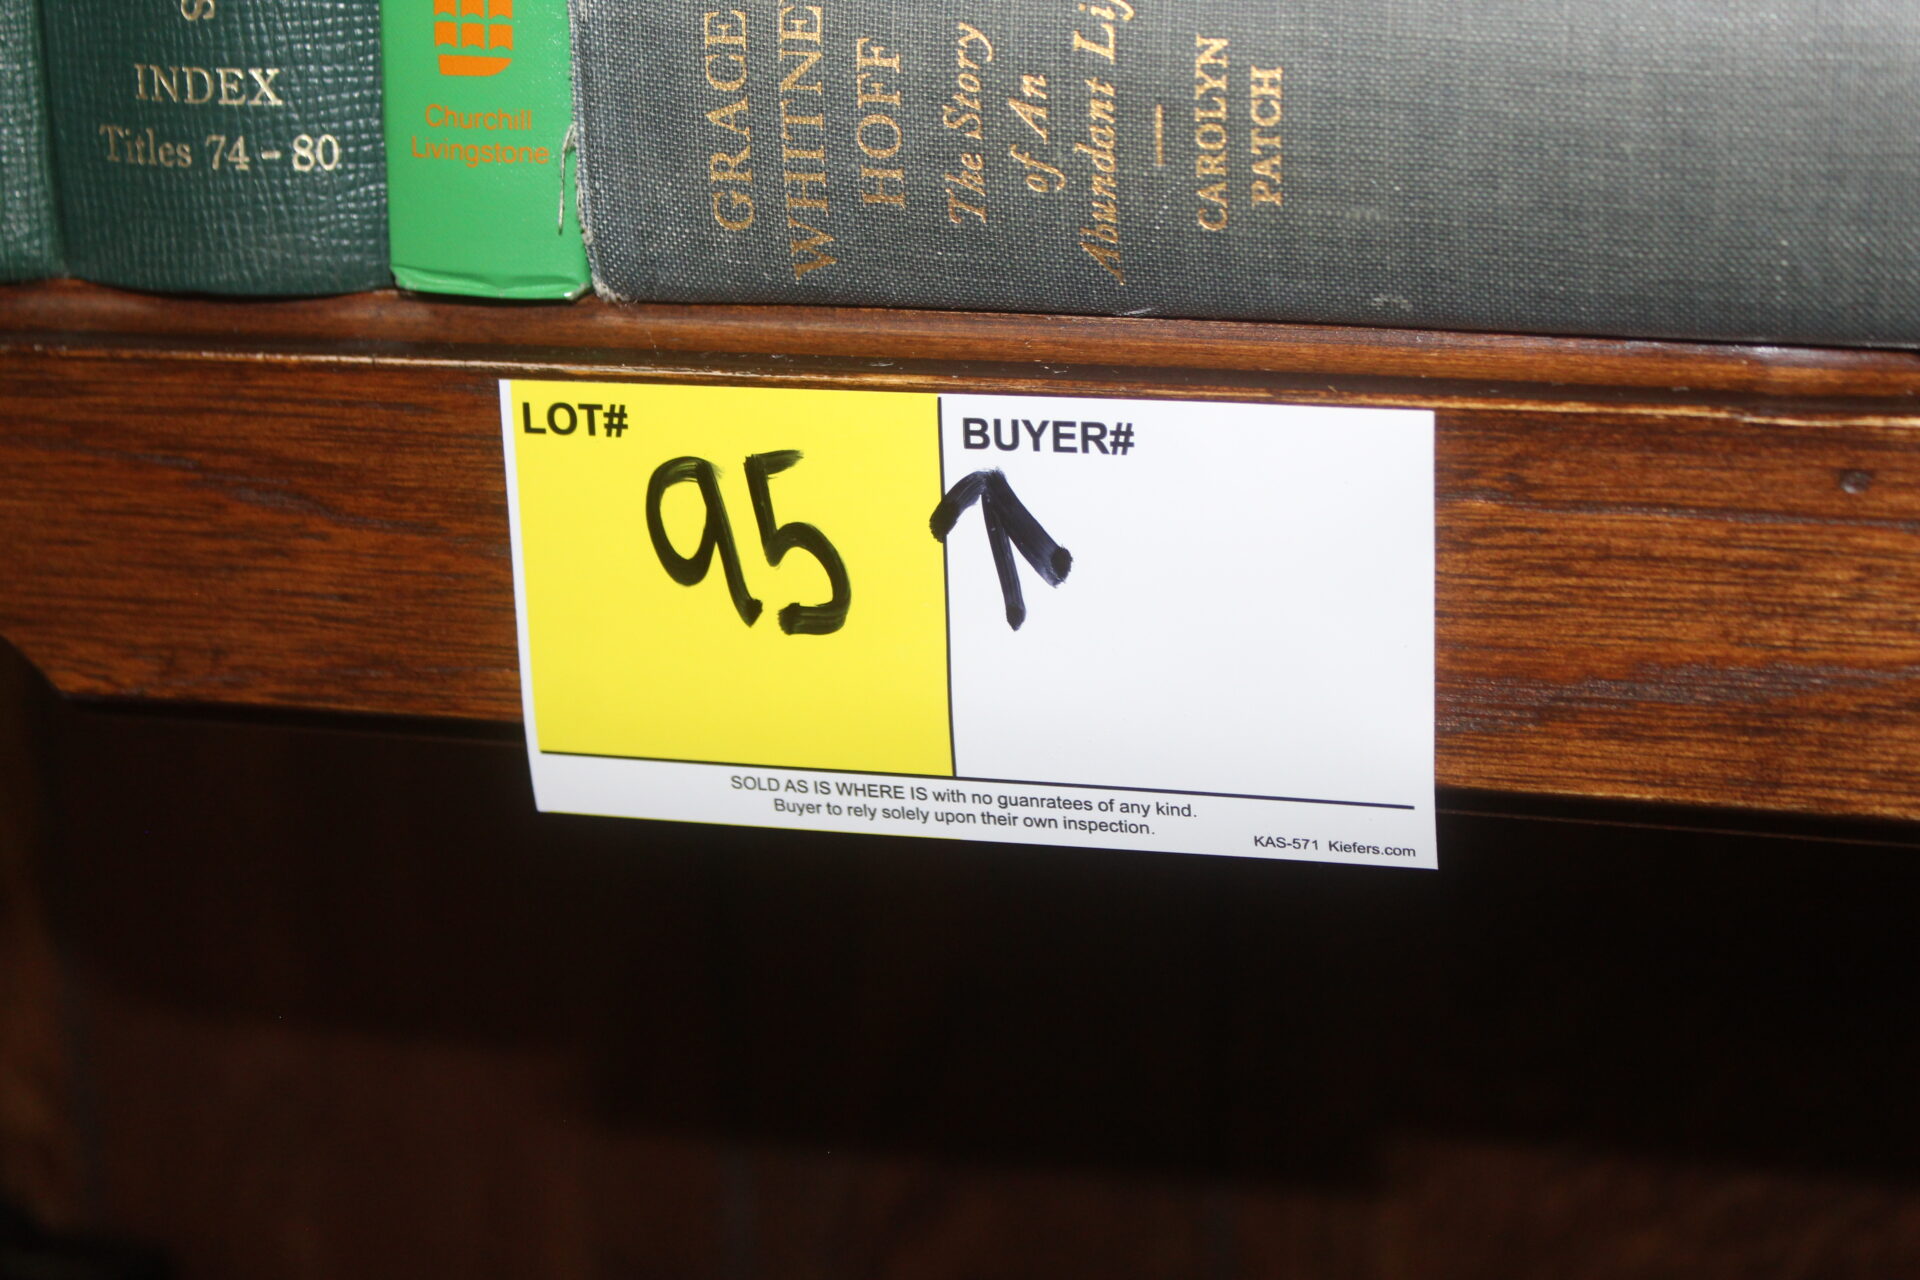 INDEX
Titles 74-80
Churchill
Livingstone
GRACE
WHITNE
HOFF
The Story
of An
Abundant
CAROLYN
PATCH
LOT#
95
BUYER#
SOLD AS IS WHERE IS with no guanratees of any kind.
Buyer to rely solely upon their own inspection.
KAS-571 Kiefers.com